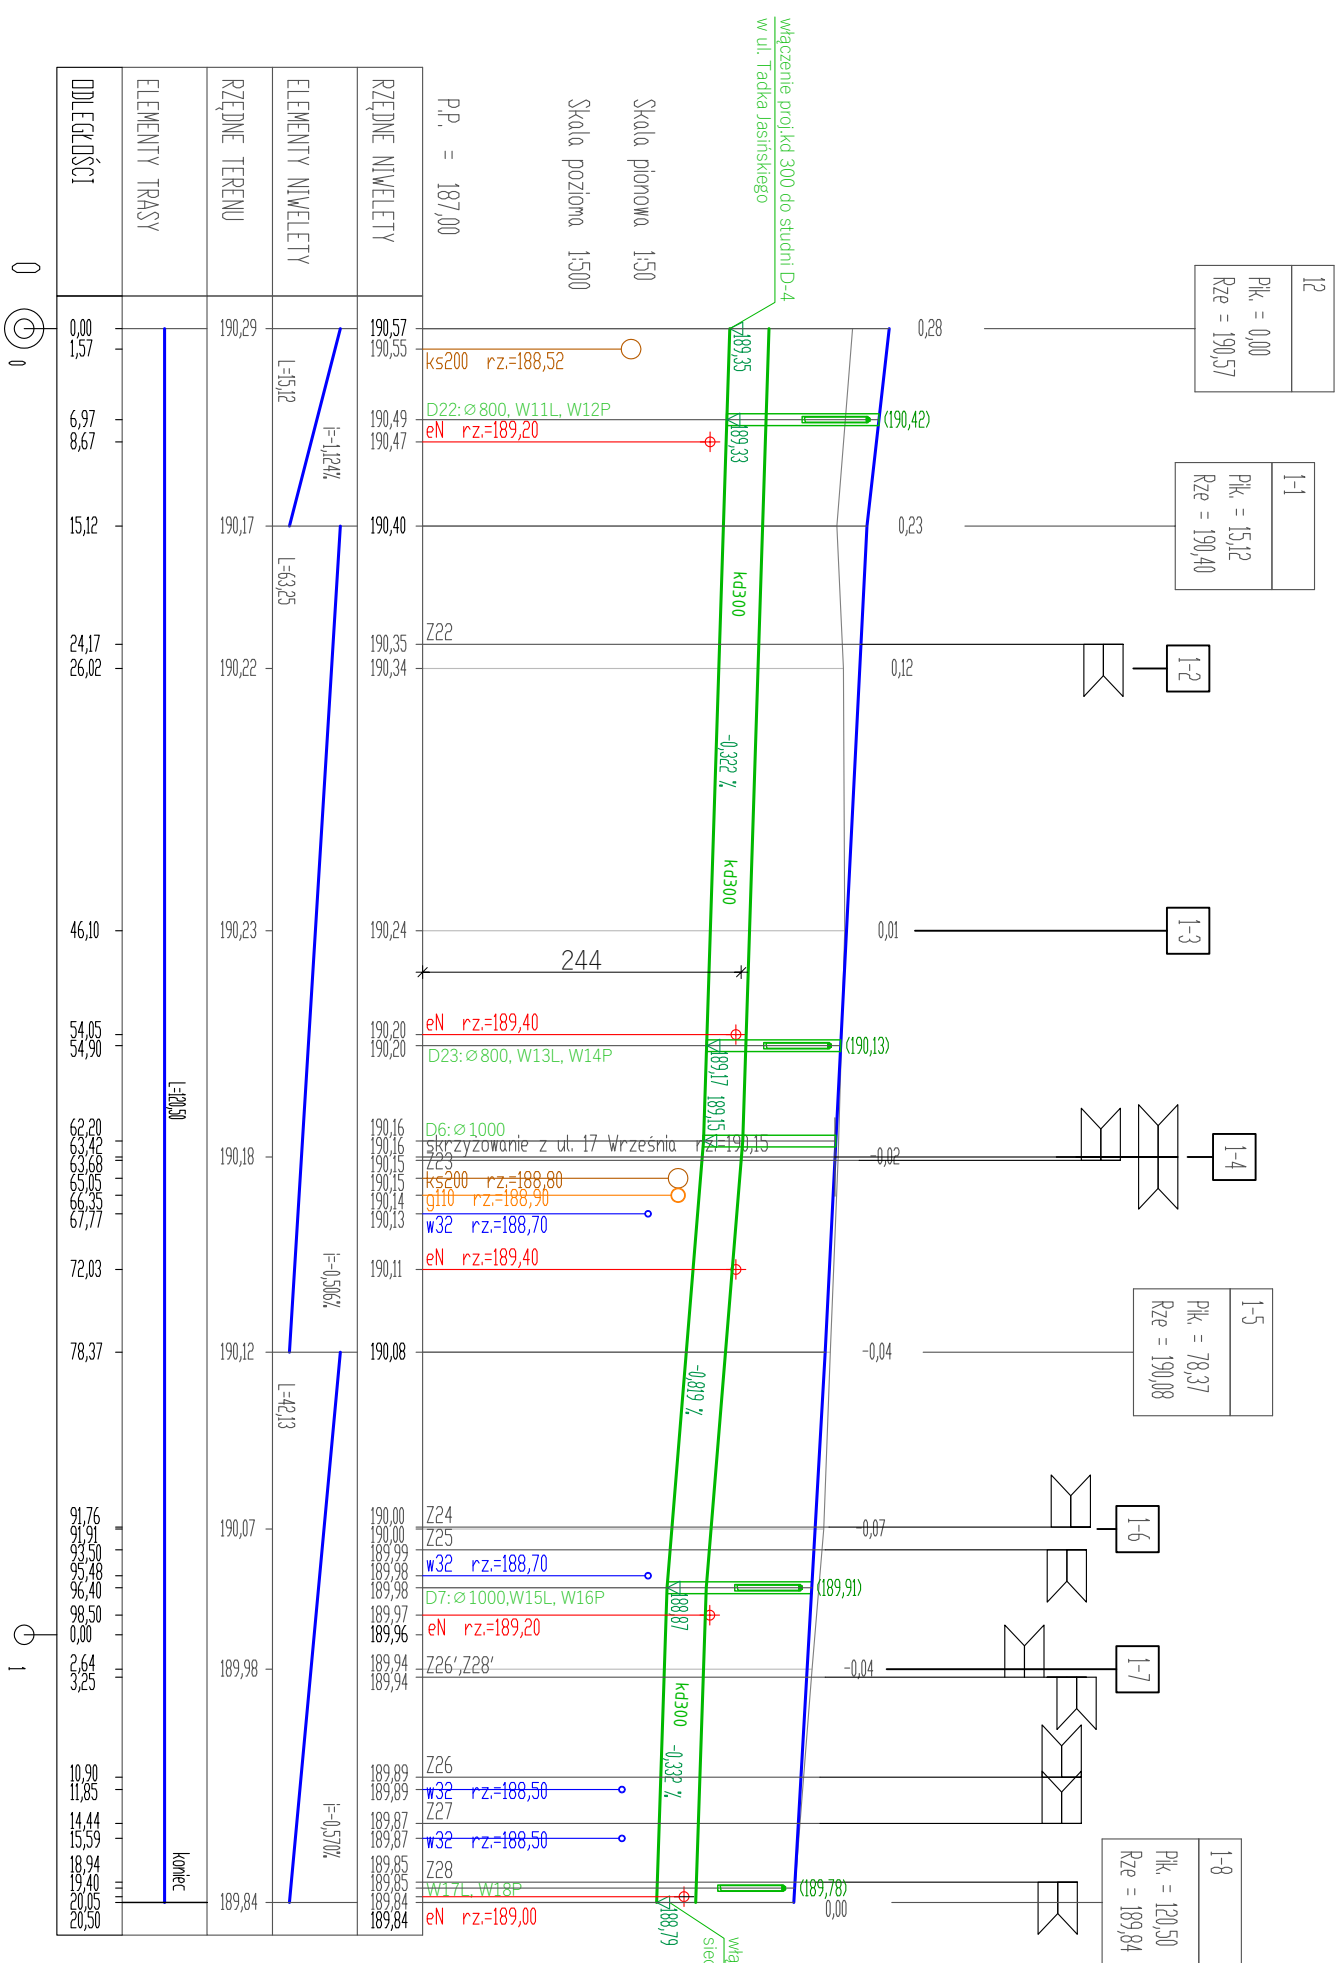 włączenie proj.kd 300 do studni D-4
w ul. Tadka Jasińskiego
Skala pionowa 1:50
Skala pozioma 1:500
P.P. = 187,00
12
Pik. = 0,00
Rze = 190,57
1-1
Pik. = 15,12
Rze = 190,40
1-2
1-3
1-4
1-5
Pik. = 78,37
Rze = 190,08
1-6
1-7
1-8
Pik. = 120,50
Rze = 189,84
0,28
0,23
0,12
0,01
-0,02
-0,04
-0,07
-0,04
0,00
(190,42)
(190,13)
(189,91)
(189,78)
189,35
189,33
kd300
-0,322 %
kd300
189,17
189,15
-0,819 %
188,87
kd300
-0,332 %
188,79
244
ks200 rz.=188,52
D22:∅800, W11L, W12P
eN rz.=189,20
Z22
eN rz.=189,40
D23:∅800, W13L, W14P
D6:∅1000
skrzyżowanie z ul. 17 Września rz.=190,15
Z23
ks200 rz.=188,80
g110 rz.=188,90
w32 rz.=188,70
eN rz.=189,40
Z24
Z25
w32 rz.=188,70
D7:∅1000,W15L, W16P
eN rz.=189,20
Z26',Z28'
Z26
w32 rz.=188,50
Z27
w32 rz.=188,50
Z28
W17L, W18P
eN rz.=189,00
RZĘDNE NIWELETY
190,57
190,55
190,49
190,47
190,40
190,35
190,34
190,24
190,20
190,20
190,16
190,16
190,15
190,15
190,14
190,13
190,11
190,08
190,00
190,00
189,99
189,98
189,98
189,97
189,96
189,94
189,94
189,89
189,89
189,87
189,87
189,85
189,85
189,84
189,84
ELEMENTY NIWELETY
L=15,12
i=-1,124%
L=63,25
i=-0,506%
L=42,13
i=-0,570%
RZĘDNE TERENU
190,29
190,17
190,22
190,23
190,18
190,12
190,07
189,98
189,84
ELEMENTY TRASY
L=120,50
koniec
ODLEGŁOŚCI
0,00
1,57
6,97
8,67
15,12
24,17
26,02
46,10
54,05
54,90
62,20
63,42
63,68
65,05
66,35
67,77
72,03
78,37
91,76
91,91
93,50
95,48
96,40
98,50
0,00
2,64
3,25
10,90
11,85
14,44
15,59
18,94
19,40
20,05
20,50
0
0
1